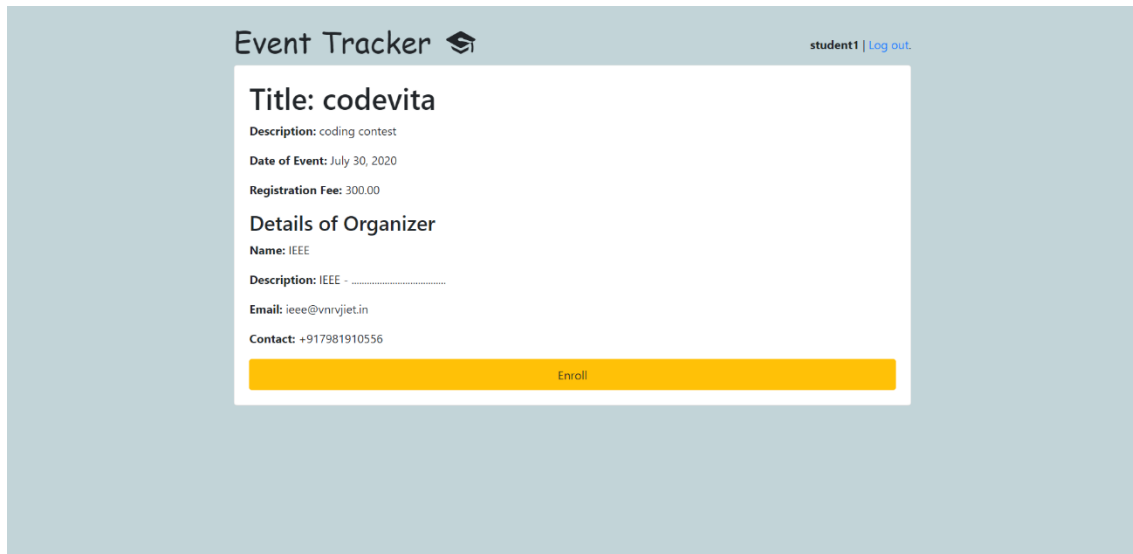 Event Tracker
student1 | Log out.
Title: codevita
Description: coding contest
Date of Event: July 30, 2020
Registration Fee: 300.00
Details of Organizer
Name: IEEE
Description: IEEE - .....................................
Email: ieee@vnrvjiet.in
Contact: +917981910556
Enroll